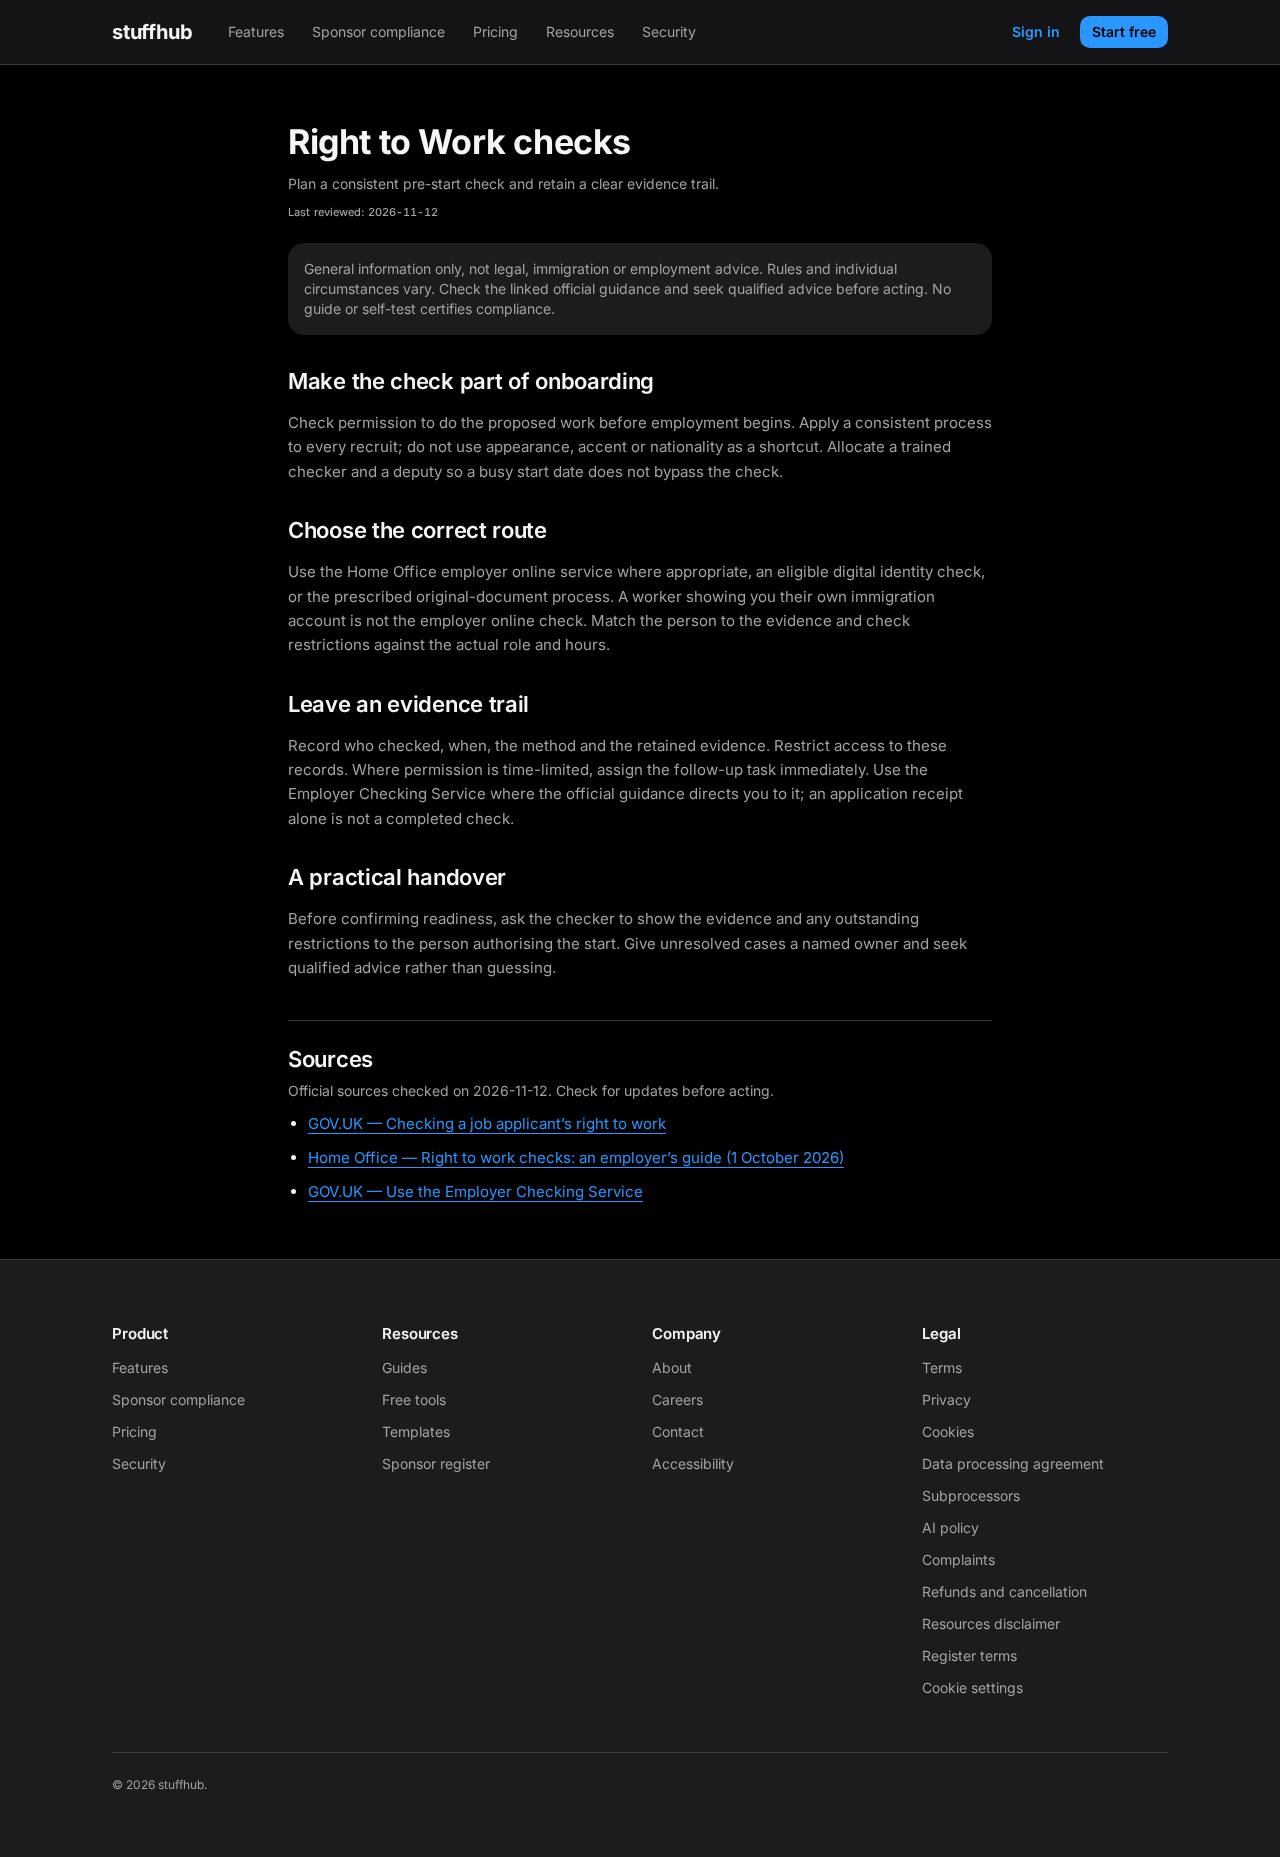 stuffhub
Features
Sponsor compliance
Pricing
Resources
Security
Sign in
Start free
Right to Work checks
Plan a consistent pre-start check and retain a clear evidence trail.
Last reviewed: 2026-11-12
General information only, not legal, immigration or employment advice. Rules and individual
circumstances vary. Check the linked official guidance and seek qualified advice before acting. No
guide or self-test certifies compliance.
Make the check part of onboarding
Check permission to do the proposed work before employment begins. Apply a consistent process
to every recruit; do not use appearance, accent or nationality as a shortcut. Allocate a trained
checker and a deputy so a busy start date does not bypass the check.
Choose the correct route
Use the Home Office employer online service where appropriate, an eligible digital identity check,
or the prescribed original-document process. A worker showing you their own immigration
account is not the employer online check. Match the person to the evidence and check
restrictions against the actual role and hours.
Leave an evidence trail
Record who checked, when, the method and the retained evidence. Restrict access to these
records. Where permission is time-limited, assign the follow-up task immediately. Use the
Employer Checking Service where the official guidance directs you to it; an application receipt
alone is not a completed check.
A practical handover
Before confirming readiness, ask the checker to show the evidence and any outstanding
restrictions to the person authorising the start. Give unresolved cases a named owner and seek
qualified advice rather than guessing.
Sources
Official sources checked on 2026-11-12. Check for updates before acting.
• GOV.UK — Checking a job applicant’s right to work
• Home Office — Right to work checks: an employer’s guide (1 October 2026)
• GOV.UK — Use the Employer Checking Service
Product
Features
Sponsor compliance
Pricing
Security
Resources
Guides
Free tools
Templates
Sponsor register
Company
About
Careers
Contact
Accessibility
Legal
Terms
Privacy
Cookies
Data processing agreement
Subprocessors
AI policy
Complaints
Refunds and cancellation
Resources disclaimer
Register terms
Cookie settings
© 2026 stuffhub.